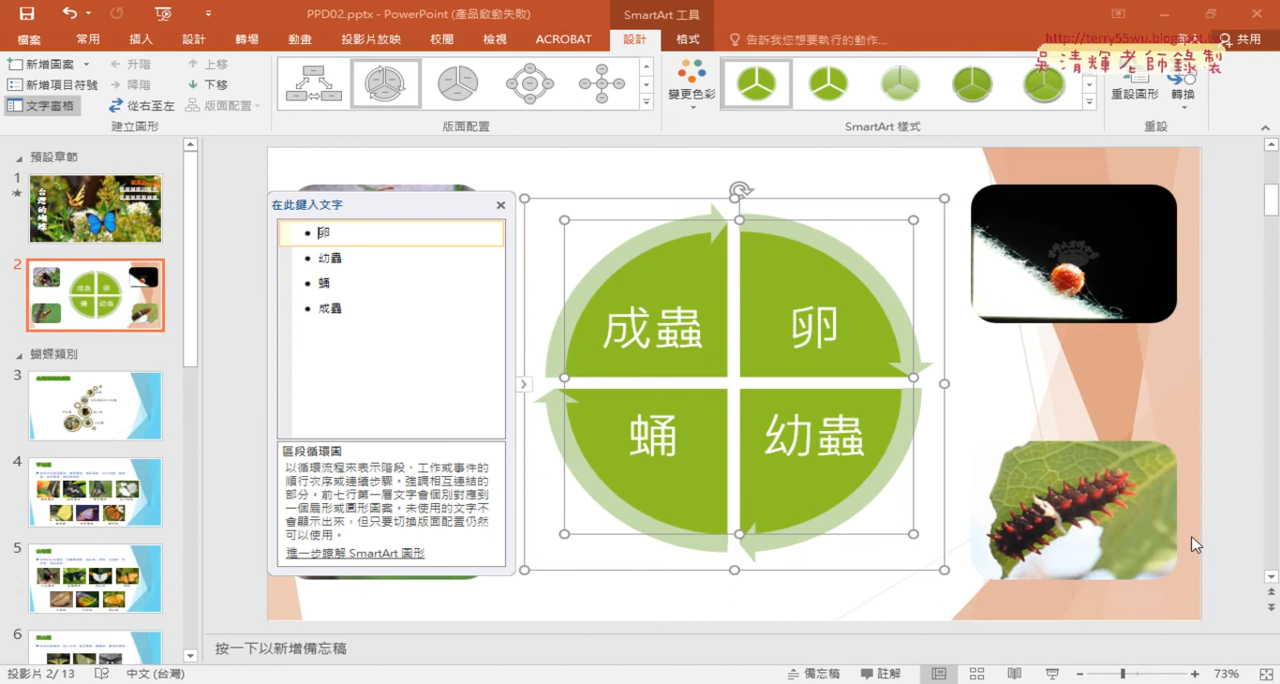 PPD02.pptx - PowerPoint (產品啟動失敗)
SmartArt 工具
檔案
常用
插入
設計
轉場
動畫
投影片放映
校閱
檢視
ACROBAT
設計
格式
告訴我您想要執行的動作...
共用
吳清輝老師錄製
新增圖案
升階
上移
新增項目符號
降階
下移
文字窗格
從右至左
版面配置
建立圖形
版面配置
變更色彩
SmartArt 樣式
重設圖形
轉換
重設
預設章節
1
2
蝴蝶類別
3
4
5
6
在此鍵入文字
卵
幼蟲
蛹
成蟲
區段循環圖
以循環流程來表示階段、工作或事件的
順行次序或連續步驟。強調相互連結的
部分。前七行第一層文字會個別對應到
一個扇形或圓形圖案。未使用的文字不
會顯示出來，但只要切換版面配置仍然
可以使用。
進一步瞭解 SmartArt 圖形
成蟲
卵
蛹
幼蟲
按一下以新增備忘稿
投影片 2/13
中文 (台灣)
備忘稿
註解
73%